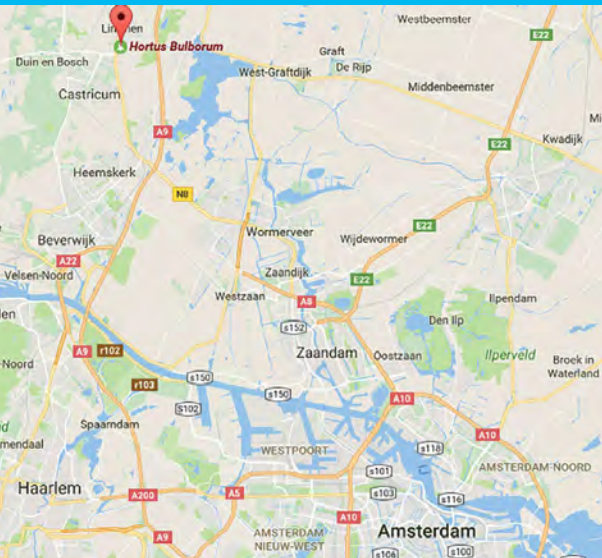 Westbeemster
E22
Hortus Bulborum
Graft
Duin en Bosch
De Rijp
West-Graftdijk
Middenbeemster
Castricum
A9
Kwadijk
E22
Heemskerk
N8
E22
Wormerveer
Beverwijk
Wijdewormer
A22
Zaandijk
Velsen-Noord
E22
Westzaan
A8
Ilpendam
s152
Den Ilp
A9
r102
Zaandam
Oostzaan
Ilperveld
Broek in
Waterland
-Noord
s150
r103
s150
A10
S102
Spaarndam
A10
s118
WESTPOORT
s101
AMSTERDAM-NOORD
Haarlem
A200
A5
s103
s116
A10
A9
AMSTERDAM
NIEUW-WEST
Amsterdam
s106
s100